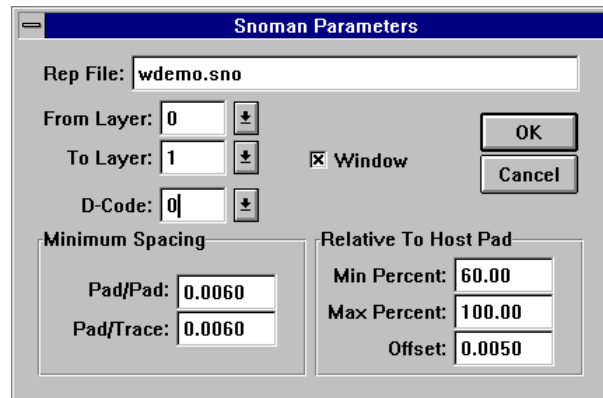 Snoman Parameters
Rep File: wdemo.sno
From Layer: 0
To Layer: 1
D-Code: 0
Window
OK
Cancel
Minimum Spacing
Pad/Pad: 0.0060
Pad/Trace: 0.0060
Relative To Host Pad
Min Percent: 60.00
Max Percent: 100.00
Offset: 0.0050